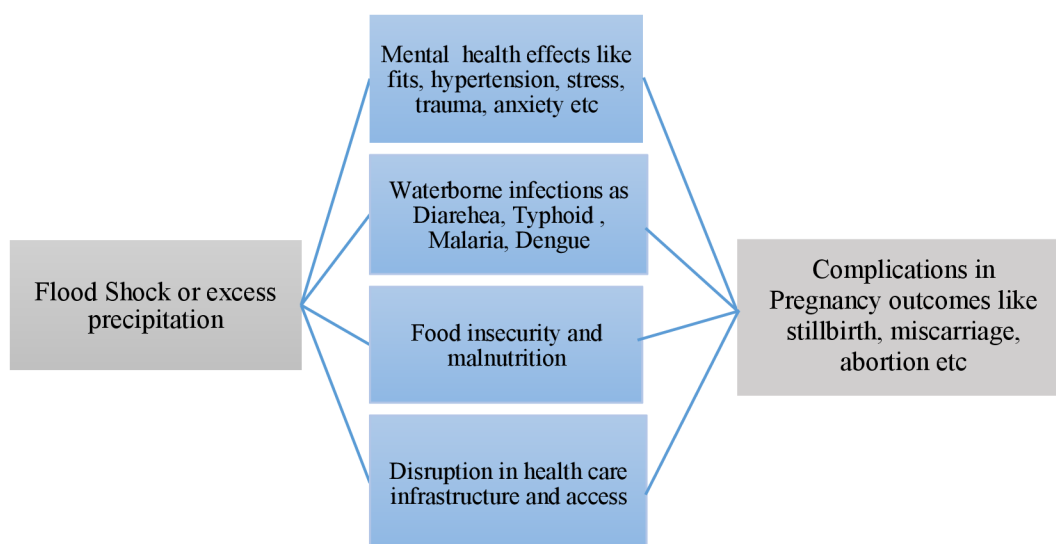 Mental health effects like
fits, hypertension, stress,
trauma, anxiety etc
Waterborne infections as
Diarehea, Typhoid ,
Malaria, Dengue
Flood Shock or excess
precipitation
Food insecurity and
malnutrition
Complications in
Pregnancy outcomes like
stillbirth, miscarriage,
abortion etc
Disruption in health care
infrastructure and access